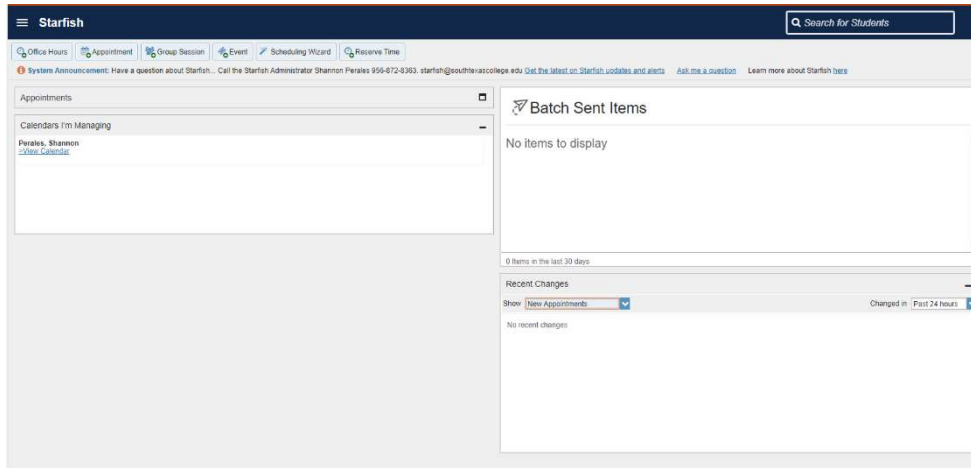 Starfish
Search for Students
Office Hours Appointment Group Session Event Scheduling Wizard Reserve Time
System Announcement: Have a question about Starfish... Call the Starfish Administrator Shannon Perales 956-872-8363. starfish@southtexascollege.edu Get the latest on Starfish updates and alerts Ask me a question Learn more about Starfish here
Appointments
Calendars I'm Managing
Perales, Shannon
»View Calendar
Batch Sent Items
No items to display
0 Items in the last 30 days
Recent Changes
Show New Appointments Changed in Past 24 hours
No recent changes